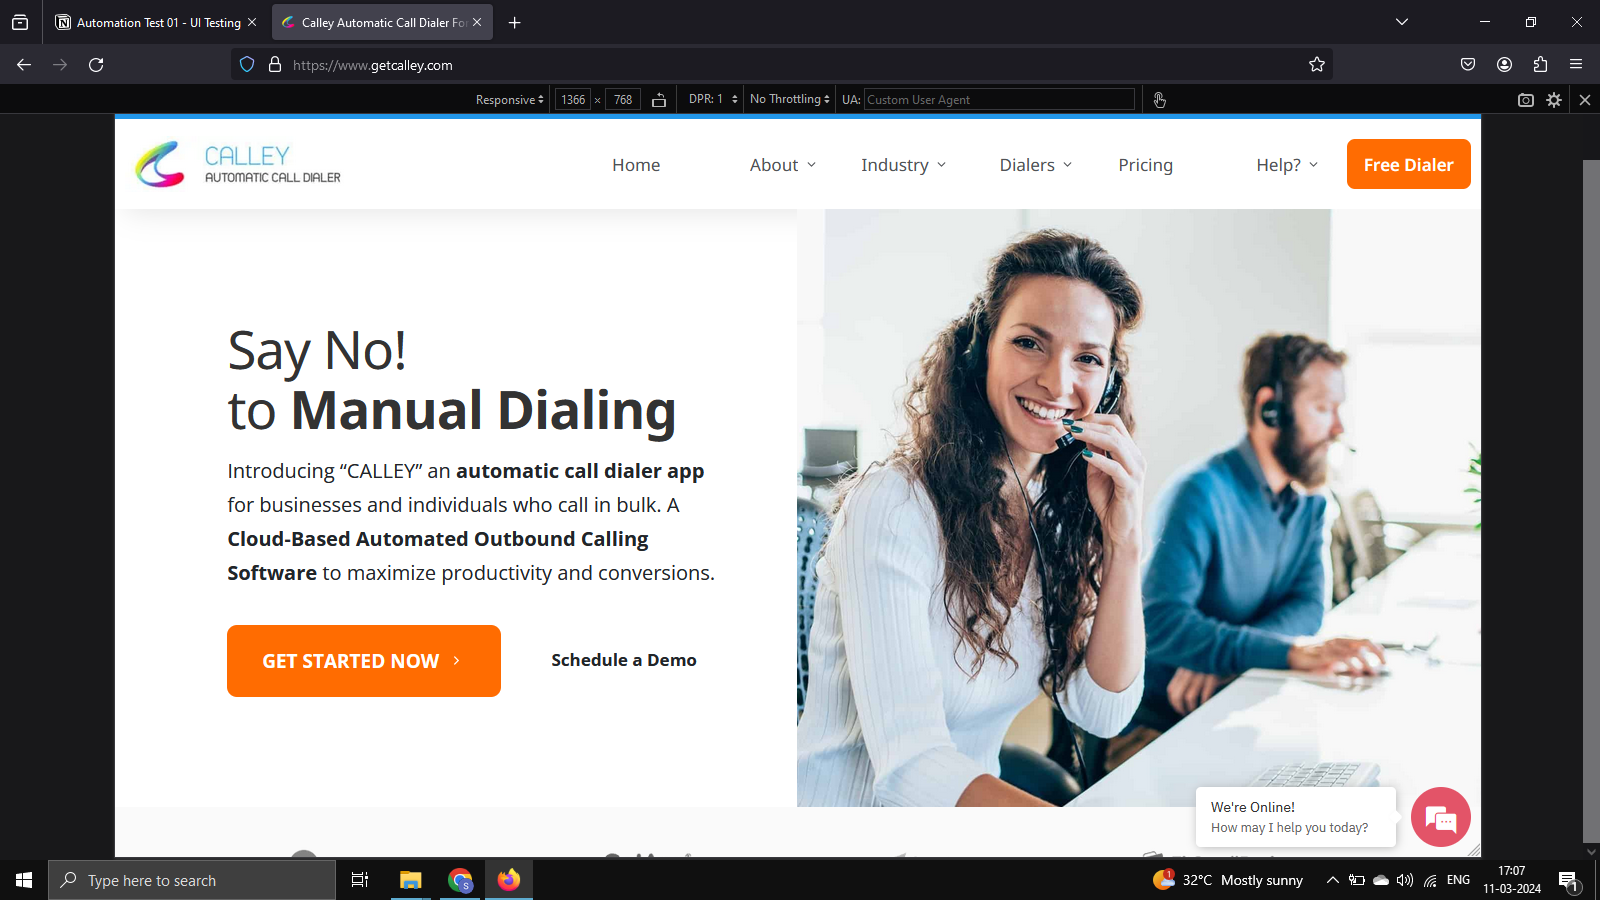 Automation Test 01 - UI Testing
Calley Automatic Call Dialer For
https://www.getcalley.com
Responsive
1366 × 768
DPR: 1
No Throttling
UA:
Custom User Agent
CALLEY
AUTOMATIC CALL DIALER
Home
About
Industry
Dialers
Pricing
Help?
Free Dialer
Say No!
to Manual Dialing
Introducing “CALLEY” an automatic call dialer app
for businesses and individuals who call in bulk. A
Cloud-Based Automated Outbound Calling
Software to maximize productivity and conversions.
GET STARTED NOW
Schedule a Demo
We're Online!
How may I help you today?
Type here to search
S
1
32°C Mostly sunny
ENG
17:07
11-03-2024
1